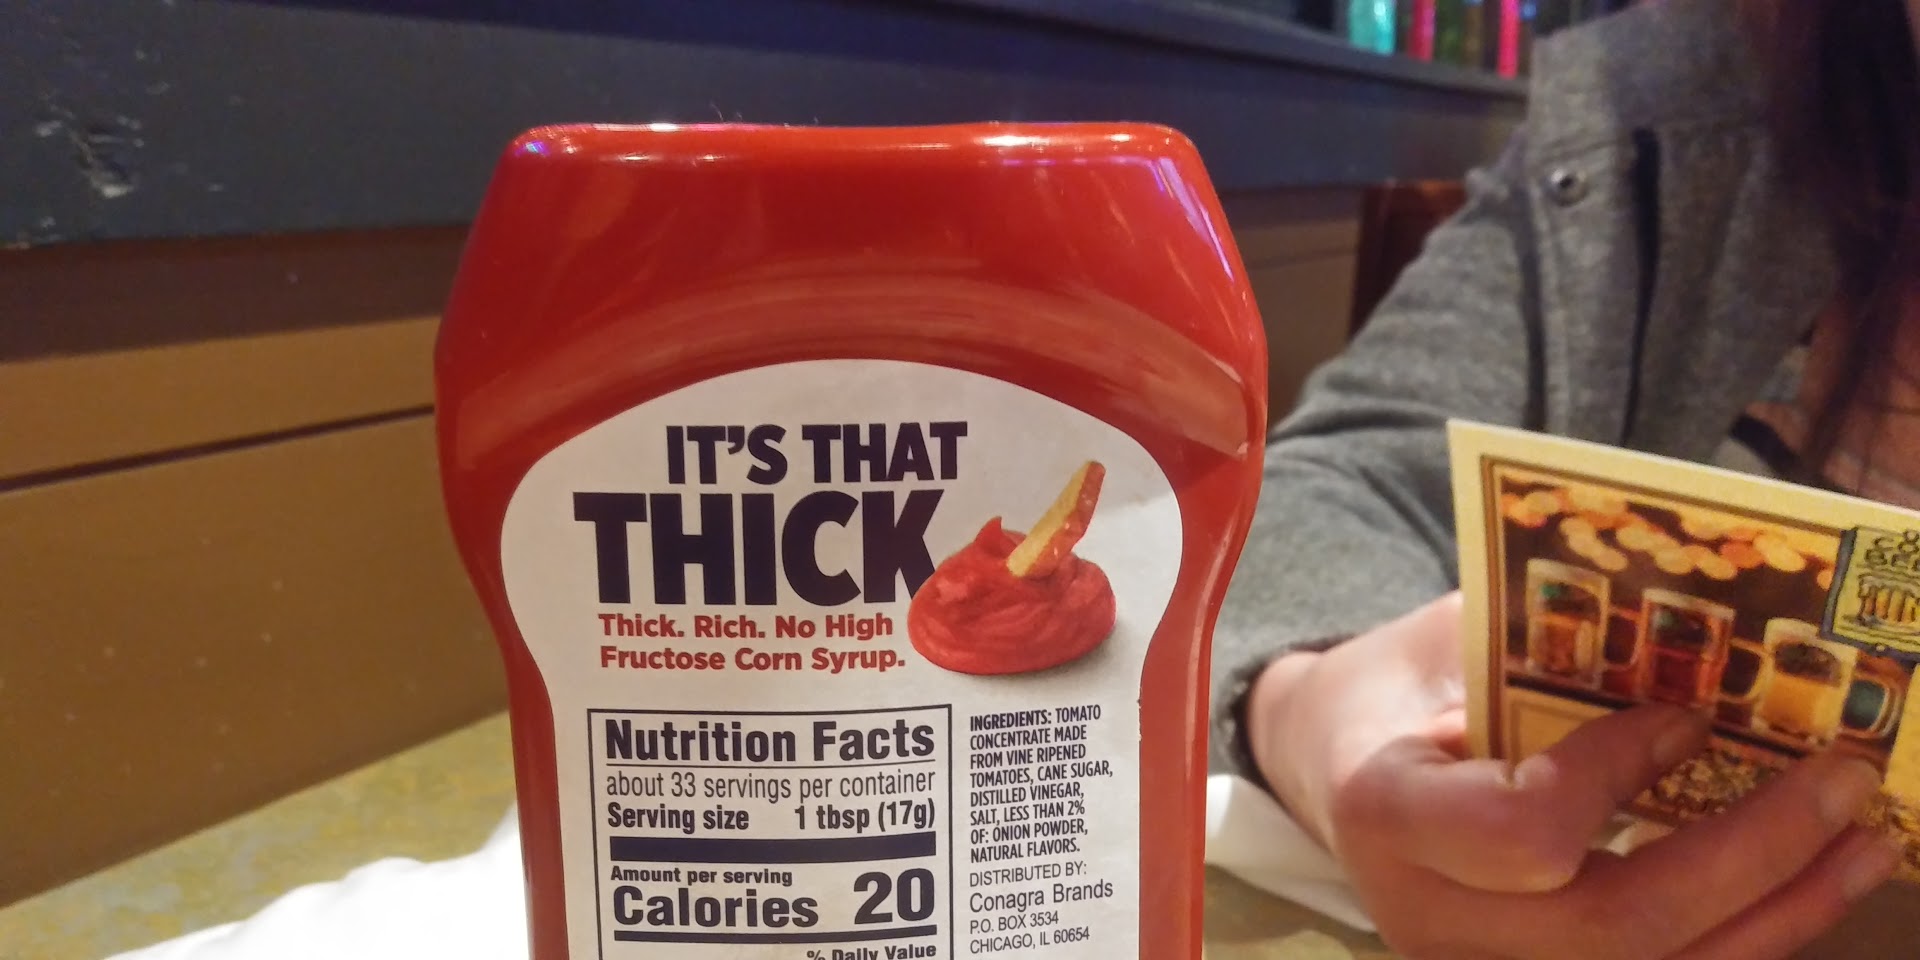 IT'S THAT
THICK
Thick. Rich. No High
Fructose Corn Syrup.
Nutrition Facts
about 33 servings per container
Serving size 1 tbsp (17g)
Amount per serving
Calories 20
% Daily Value
INGREDIENTS: TOMATO
CONCENTRATE MADE
FROM VINE RIPENED
TOMATOES, CANE SUGAR,
DISTILLED VINEGAR,
SALT, LESS THAN 2%
OF: ONION POWDER,
NATURAL FLAVORS.
DISTRIBUTED BY:
Conagra Brands
P.O. BOX 3534
CHICAGO, IL 60654